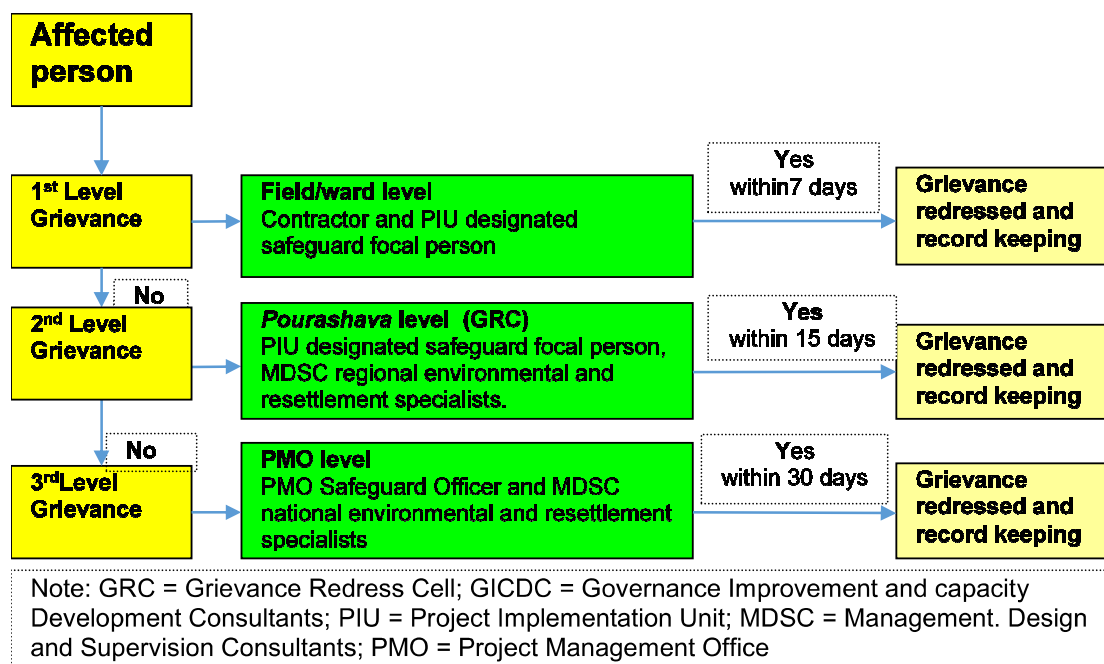 Affected
person
1st Level
Grievance
Field/ward level
Contractor and PIU designated
safeguard focal person
Yes
within7 days
Grievance
redressed and
record keeping
No
2nd Level
Grievance
Pourashava level (GRC)
PIU designated safeguard focal person,
MDSC regional environmental and
resettlement specialists.
Yes
within 15 days
Grievance
redressed and
record keeping
No
3rdLevel
Grievance
PMO level
PMO Safeguard Officer and MDSC
national environmental and resettlement
specialists
Yes
within 30 days
Grievance
redressed and
record keeping
Note: GRC = Grievance Redress Cell; GICDC = Governance Improvement and capacity
Development Consultants; PIU = Project Implementation Unit; MDSC = Management. Design
and Supervision Consultants; PMO = Project Management Office